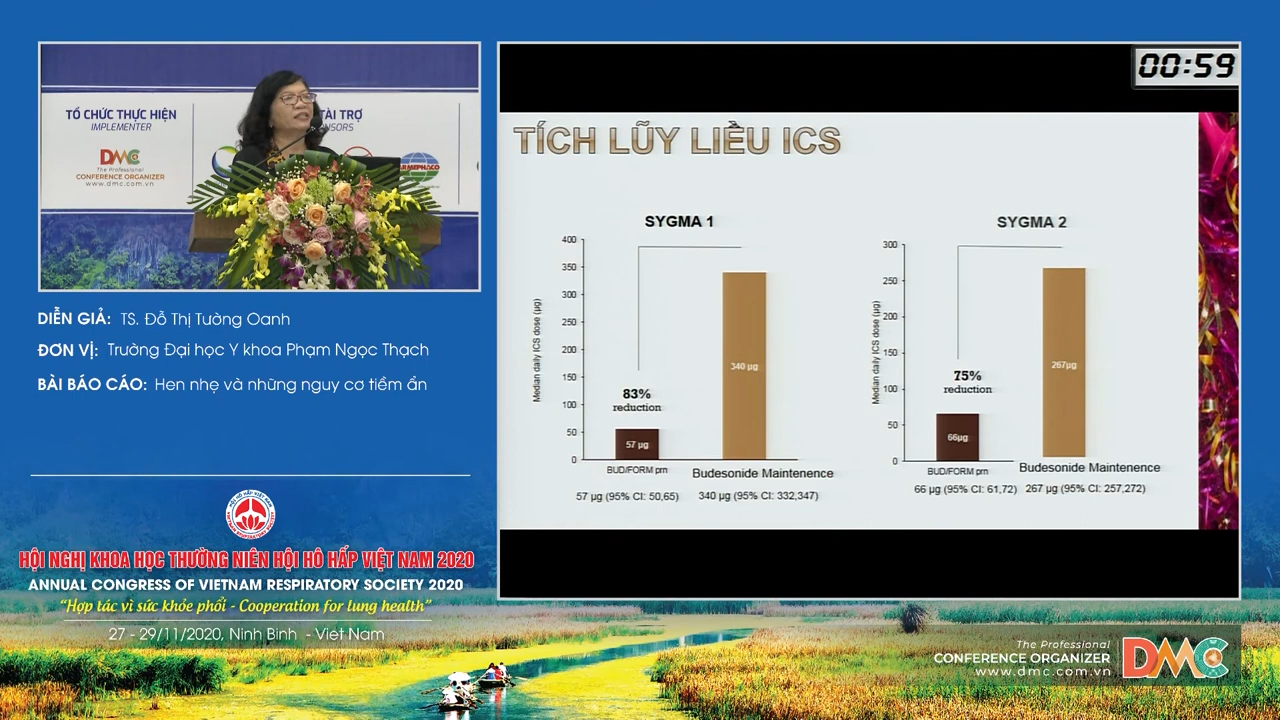 TỔ CHỨC THỰC HIỆN
IMPLEMENTER
DMC
The Professional
CONFERENCE ORGANIZER
www.dmc.com.vn
TÀI TRỢ
DIỄN GIẢ: TS. Đỗ Thị Tường Oanh
ĐƠN VỊ: Trường Đại học Y khoa Phạm Ngọc Thạch
BÀI BÁO CÁO: Hen nhẹ và những nguy cơ tiềm ẩn
HỘI HÔ HẤP VIỆT NAM
HỘI NGHỊ KHOA HỌC THƯỜNG NIÊN HỘI HÔ HẤP VIỆT NAM 2020
ANNUAL CONGRESS OF VIETNAM RESPIRATORY SOCIETY 2020
“Hợp tác vì sức khỏe phổi - Cooperation for lung health”
27 - 29/11/2020, Ninh Bình - Viet Nam
00:59
TÍCH LŨY LIỀU ICS
SYGMA 1
Median daily ICS dose (µg)
400
350
300
250
200
150
100
50
0
83%
reduction
57 µg
340 µg
BUD/FORM prn
Budesonide Maintenence
57 µg (95% CI: 50,65)
340 µg (95% CI: 332,347)
SYGMA 2
Median daily ICS dose (µg)
300
250
200
150
100
50
0
75%
reduction
66µg
267µg
BUD/FORM prn
Budesonide Maintenence
66 µg (95% CI: 61,72)
267 µg (95% CI: 257,272)
The Professional
CONFERENCE ORGANIZER
www.dmc.com.vn
DMC